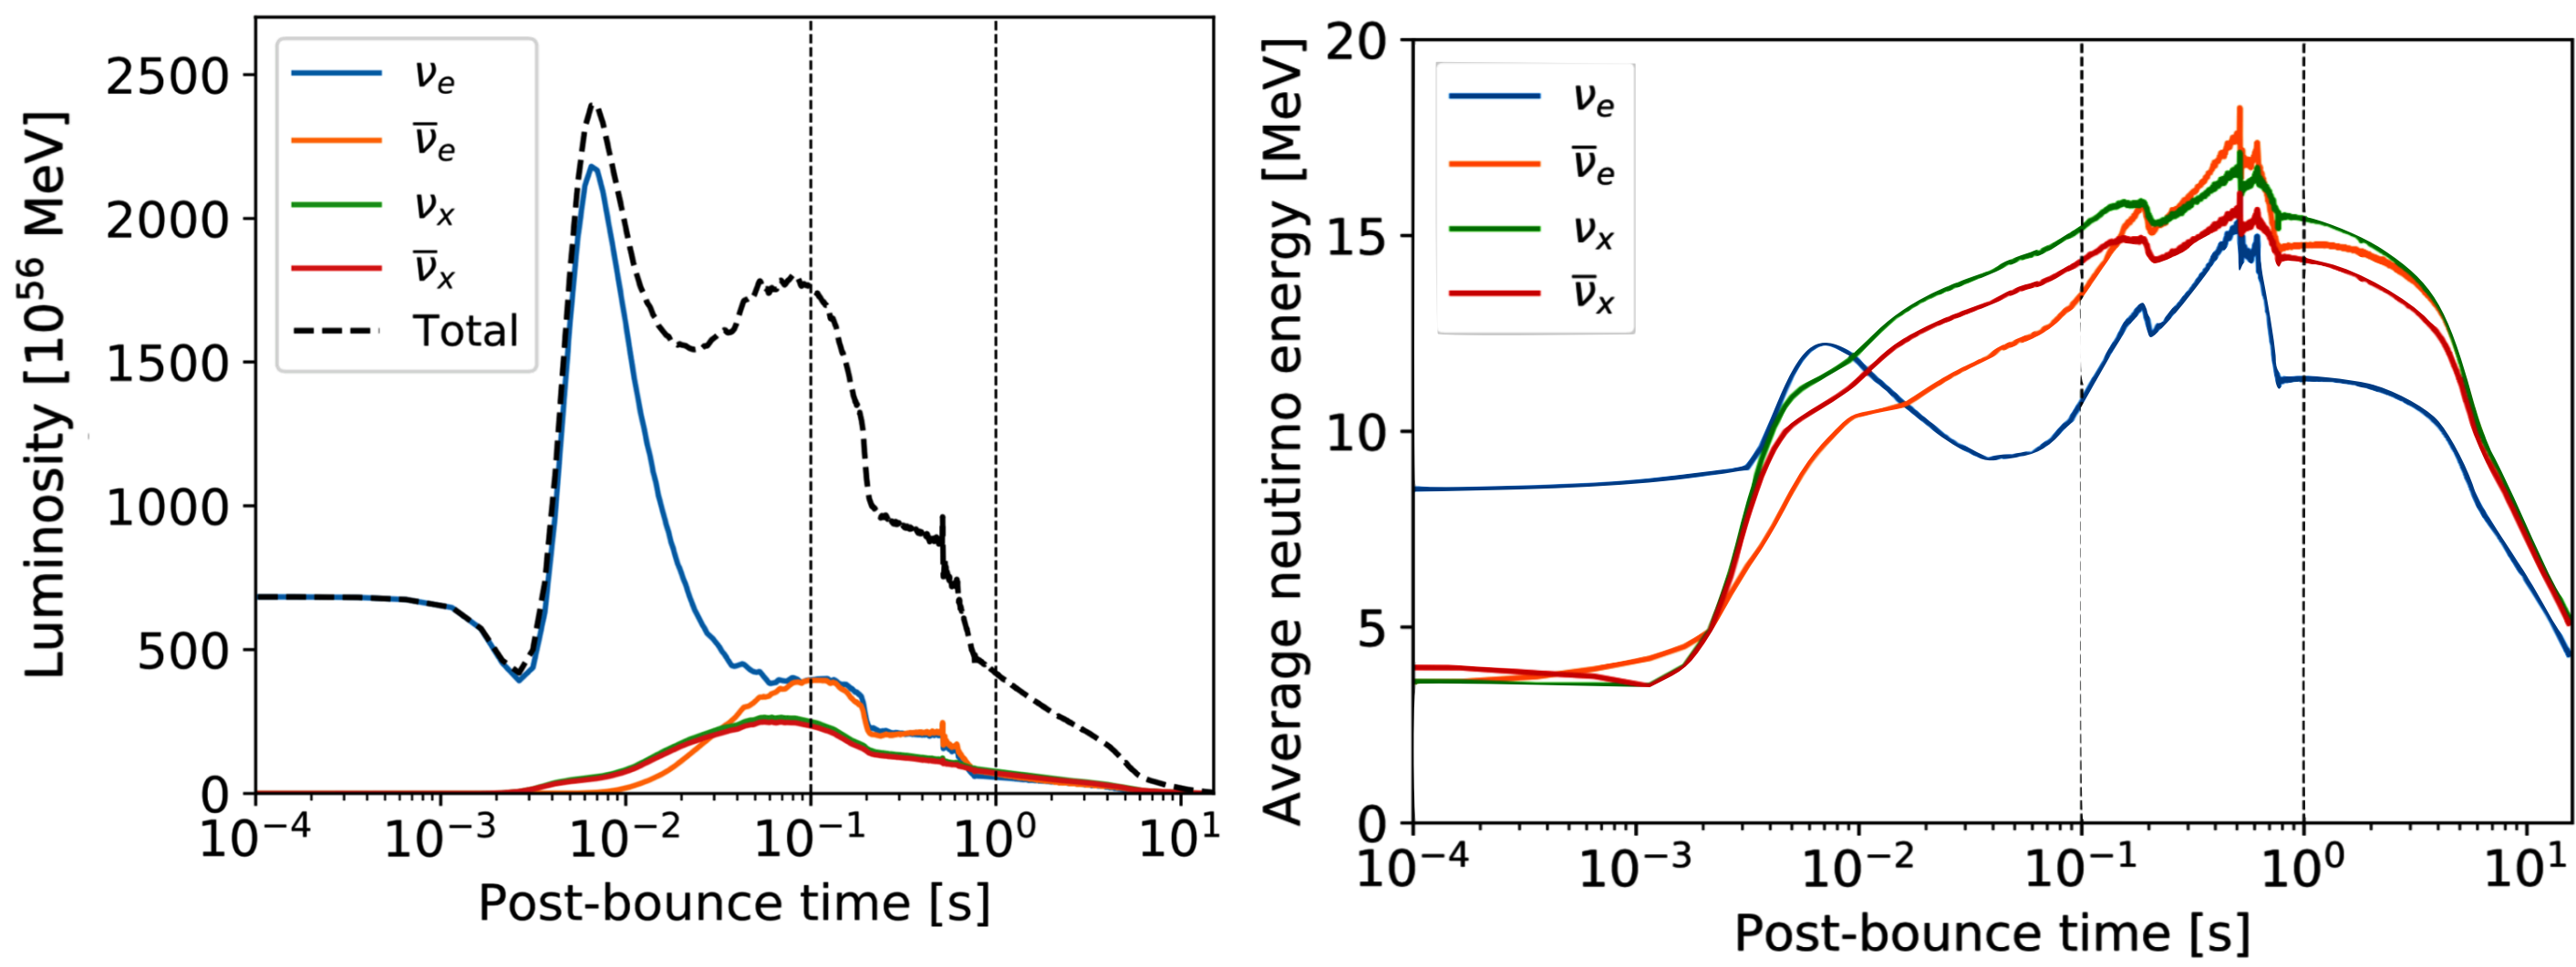 Luminosity [10⁵⁶ MeV]
2500
2000
1500
1000
500
0
νₑ
ν̅ₑ
νₓ
ν̅ₓ
Total
10⁻⁴ 10⁻³ 10⁻² 10⁻¹ 10⁰ 10¹
Post-bounce time [s]
Average neutirno energy [MeV]
20
15
10
5
0
νₑ
ν̅ₑ
νₓ
ν̅ₓ
10⁻⁴ 10⁻³ 10⁻² 10⁻¹ 10⁰ 10¹
Post-bounce time [s]